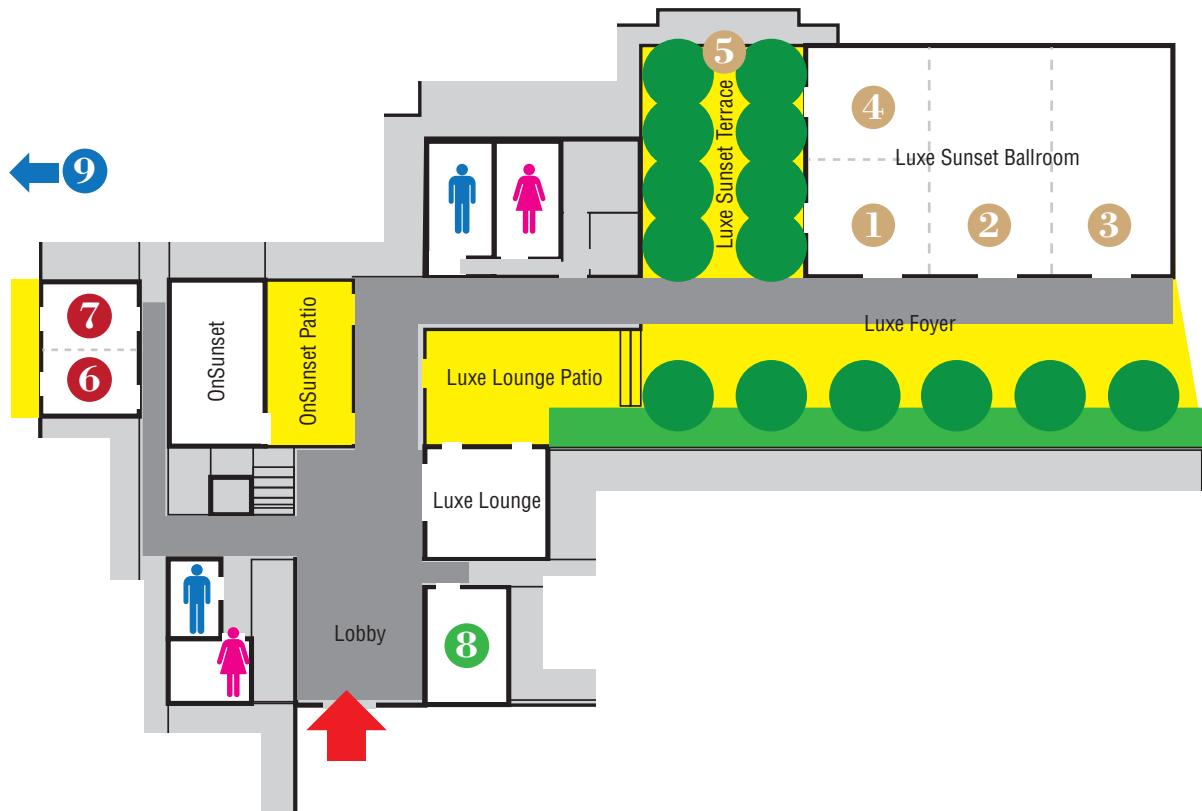 5
4
Luxe Sunset Terrace
Luxe Sunset Ballroom
9
1
2
3
7
6
OnSunset
OnSunset Patio
Luxe Foyer
Luxe Lounge Patio
Luxe Lounge
Lobby
8